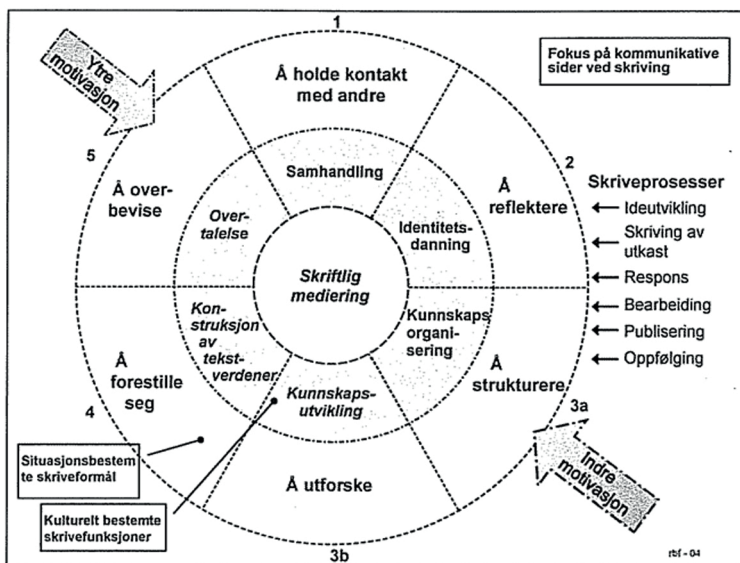 1
Fokus på kommunikative
sider ved skriving
Ytre
motivasjon
Å holde kontakt
med andre
5
2
Samhandling
Å over-
bevise
Å
reflektere
Skriveprosesser
Ideutvikling
Skriving av
utkast
Respons
Bearbeiding
Publisering
Oppfølging
Over-
talelse
Identitets-
danning
Skriftlig
mediering
Kon-
struksjon
av
tekst-
verdener
Kunnskaps
organi-
sering
Å
forestille
seg
Å
strukturere
4
Kunnskaps-
utvikling
3a
Situasjonsbestem
te skriveformål
Å utforske
Indre
motivasjon
Kulturelt bestemte
skrivefunksjoner
3b
rbf - 04